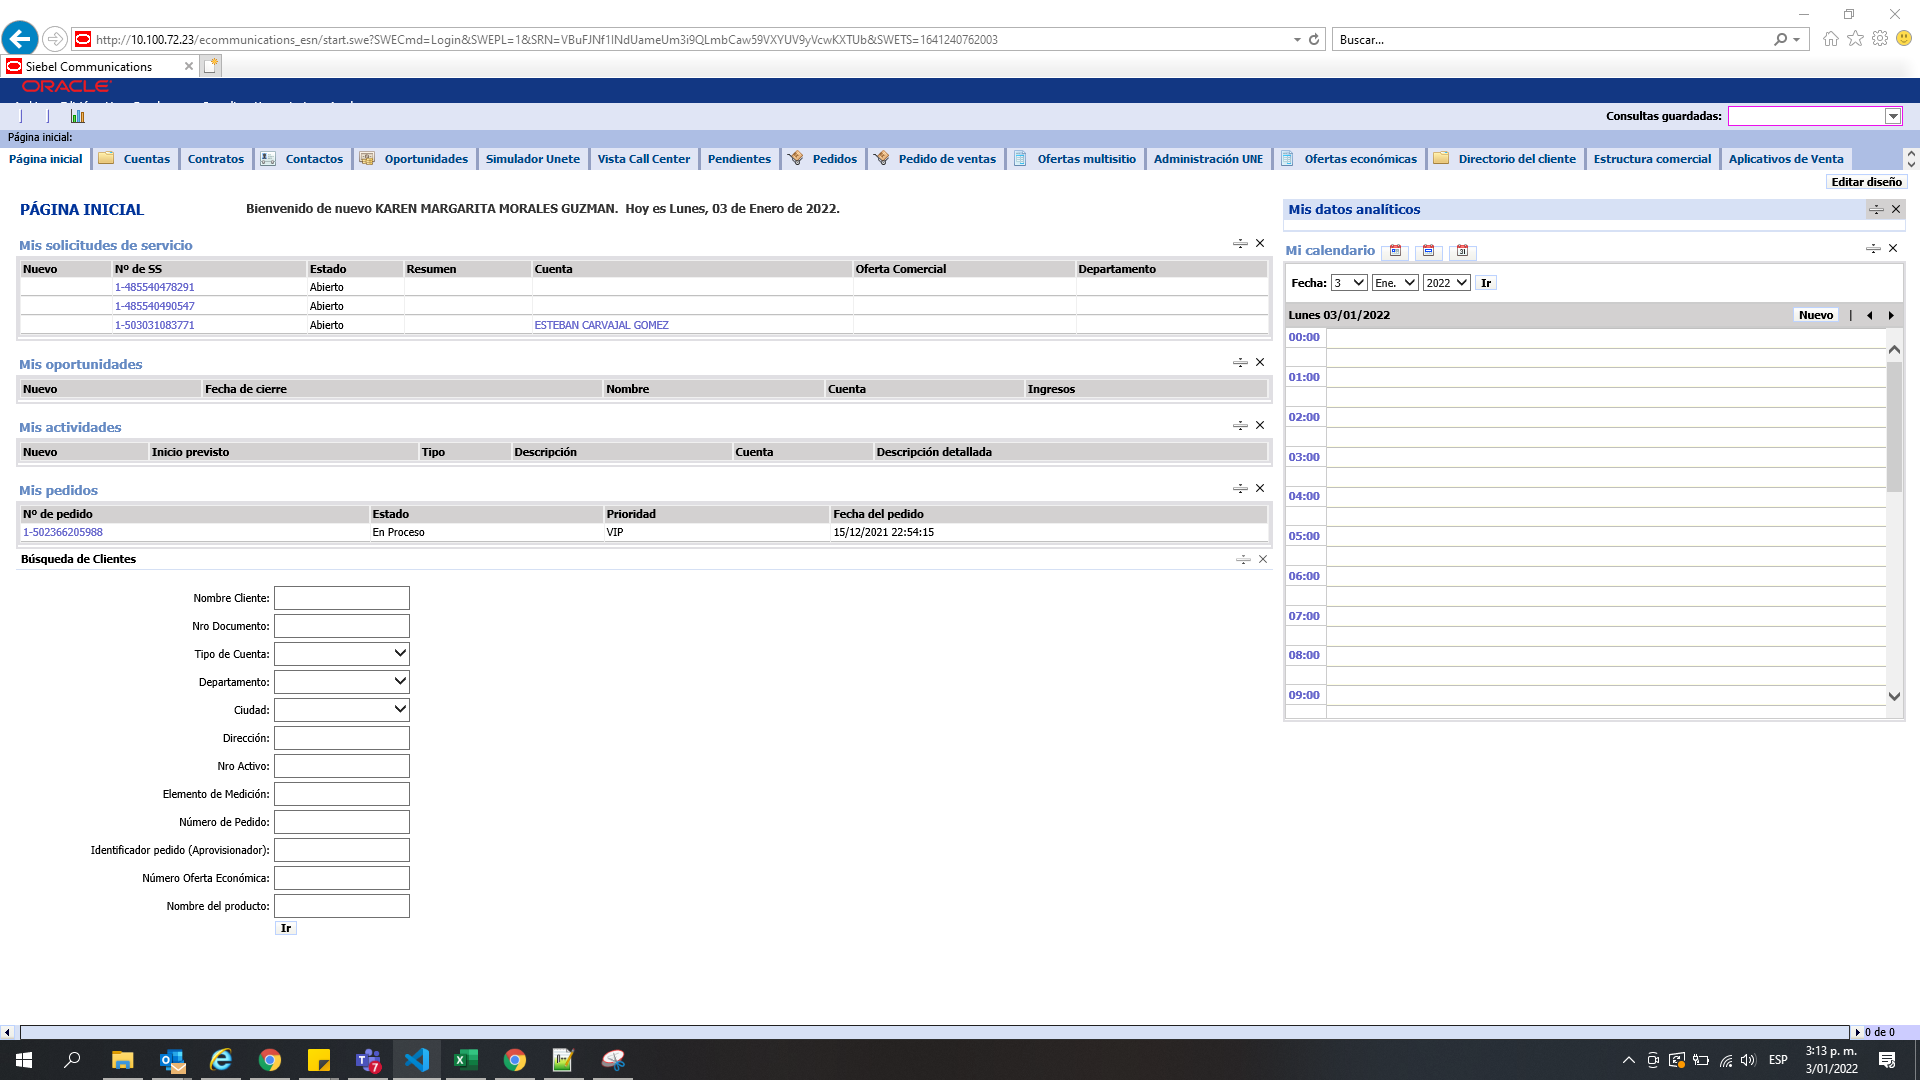 http://10.100.72.23/ecommunications_esn/start.swe?SWECmd=Login&SWEPL=1&SRN=VBuFJNf1lNdUameUm3i9QLmbCaw59VXYUV9yVcwKXTUb&SWETS=1641240762003
Buscar...
Siebel Communications
ORACLE
Consultas guardadas:
Página inicial:
Página inicial Cuentas Contratos Contactos Oportunidades Simulador Unete Vista Call Center Pendientes Pedidos Pedido de ventas Ofertas multisitio Administración UNE Ofertas económicas Directorio del cliente Estructura comercial Aplicativos de Venta
Editar diseño
PÁGINA INICIAL
Bienvenido de nuevo KAREN MARGARITA MORALES GUZMAN. Hoy es Lunes, 03 de Enero de 2022.
Mis solicitudes de servicio
Nuevo Nº de SS Estado Resumen Cuenta Oferta Comercial Departamento
1-485540478291 Abierto
1-485540490547 Abierto
1-503031083771 Abierto ESTEBAN CARVAJAL GOMEZ
Mis oportunidades
Nuevo Fecha de cierre Nombre Cuenta Ingresos
Mis actividades
Nuevo Inicio previsto Tipo Descripción Cuenta Descripción detallada
Mis pedidos
Nº de pedido Estado Prioridad Fecha del pedido
1-502366205988 En Proceso VIP 15/12/2021 22:54:15
Búsqueda de Clientes
Nombre Cliente:
Nro Documento:
Tipo de Cuenta:
Departamento:
Ciudad:
Dirección:
Nro Activo:
Elemento de Medición:
Número de Pedido:
Identificador pedido (Aprovisionador):
Número Oferta Económica:
Nombre del producto:
Ir
Mis datos analíticos
Mi calendario
31
Fecha: 3 Ene. 2022 Ir
Lunes 03/01/2022 Nuevo |
00:00
01:00
02:00
03:00
04:00
05:00
06:00
07:00
08:00
09:00
0 de 0
7
ESP
3:13 p. m.
3/01/2022